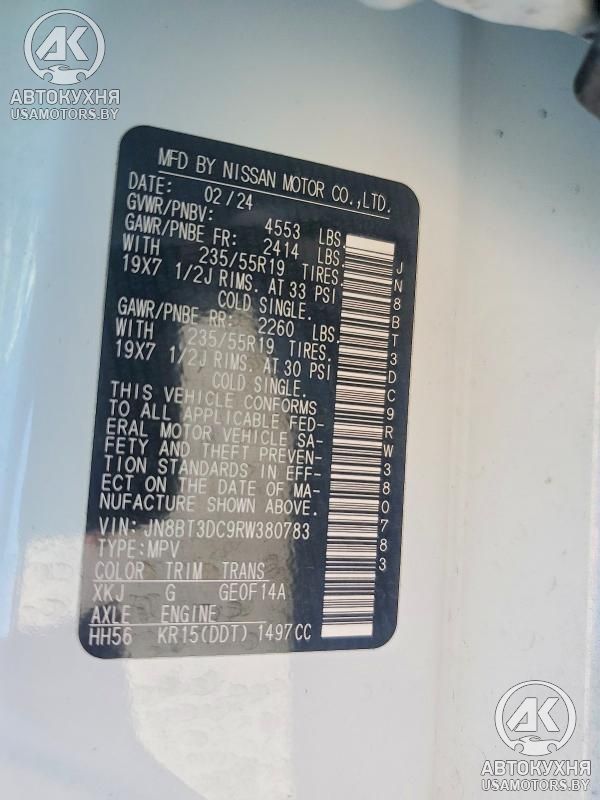 AK
АВТОКУХНЯ
USAMOTORS.BY
MFD BY NISSAN MOTOR CO.,LTD.
DATE: 02/24
GVWR/PNBV: 4553 LBS.
GAWR/PNBE FR: 2414 LBS.
WITH 235/55R19 TIRES.
19X7 1/2J RIMS. AT 33 PSI
COLD SINGLE.
GAWR/PNBE RR: 2260 LBS.
WITH 235/55R19 TIRES.
19X7 1/2J RIMS. AT 30 PSI
COLD SINGLE.
THIS VEHICLE CONFORMS
TO ALL APPLICABLE FED-
ERAL MOTOR VEHICLE SA-
FETY AND THEFT PREVEN-
TION STANDARDS IN EFF-
ECT ON THE DATE OF MA-
NUFACTURE SHOWN ABOVE.
VIN: JN8BT3DC9RW380783
TYPE:MPV
COLOR TRIM TRANS
XKJ G GE0F14A
AXLE ENGINE
HH56 KR15(DDT) 1497CC
JN8BT3DC9RW380783
AK
АВТОКУХНЯ
USAMOTORS.BY